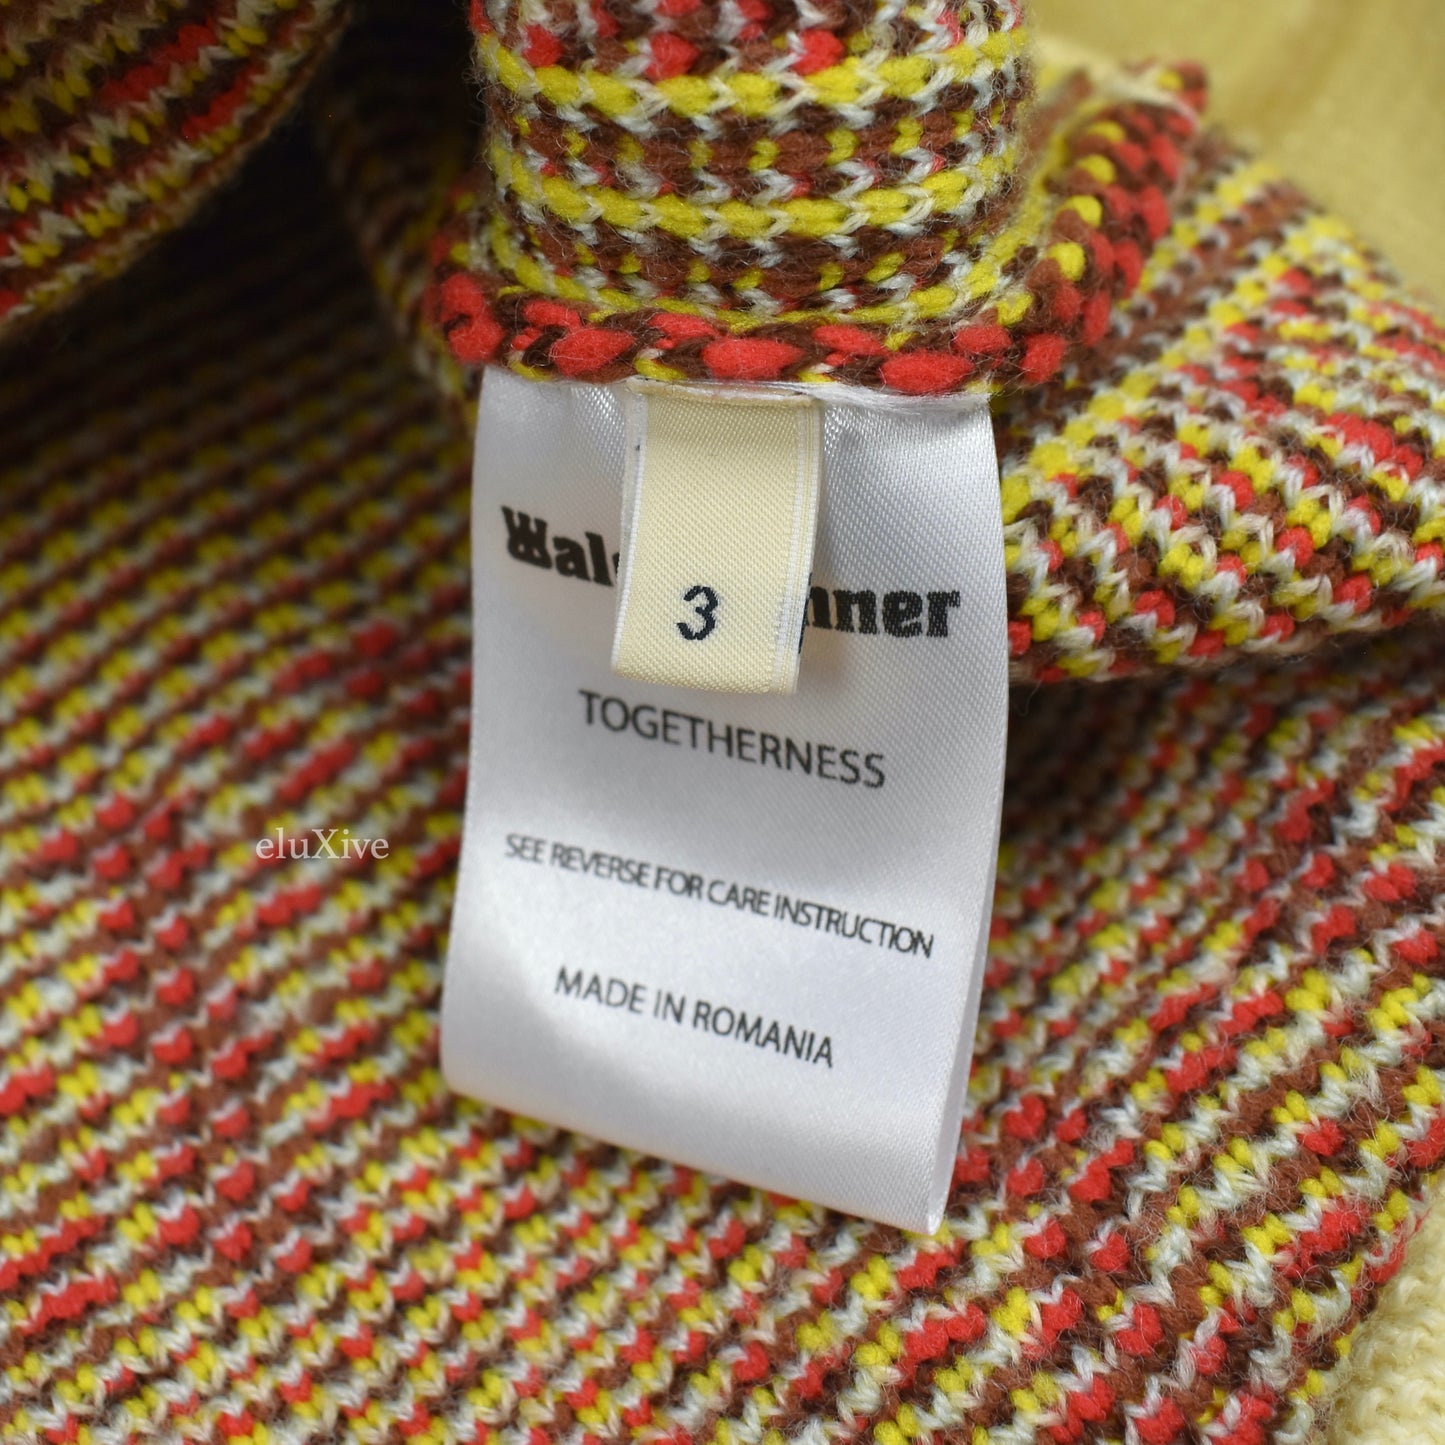 3
TOGETHERNESS
SEE REVERSE FOR CARE INSTRUCTION
MADE IN ROMANIA
eluXive